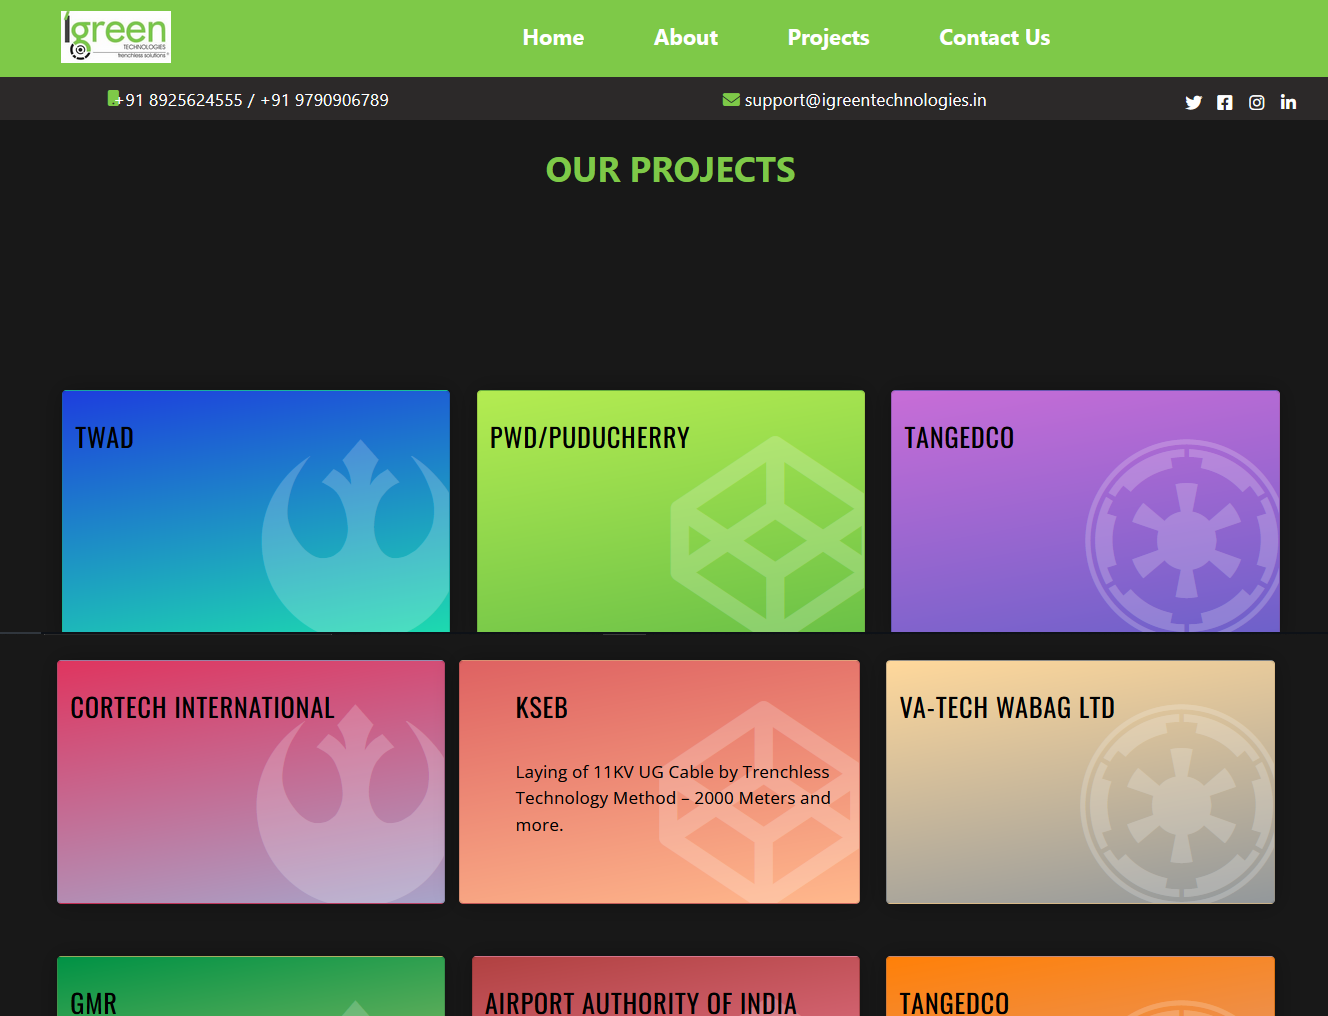 igreen
TECHNOLOGIES
trenchless solutions
Home About Projects Contact Us
+91 8925624555 / +91 9790906789
support@igreentechnologies.in
OUR PROJECTS
TWAD
PWD/PUDUCHERRY
TANGEDCO
CORTECH INTERNATIONAL
KSEB
Laying of 11KV UG Cable by Trenchless
Technology Method – 2000 Meters and
more.
VA-TECH WABAG LTD
GMR
AIRPORT AUTHORITY OF INDIA
TANGEDCO